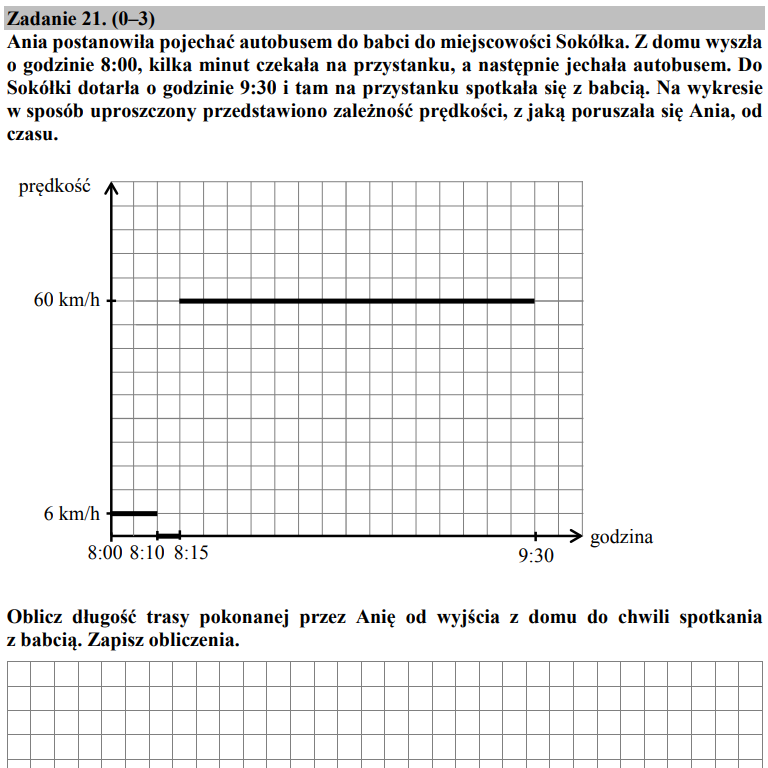 Zadanie 21. (0–3)
Ania postanowiła pojechać autobusem do babci do miejscowości Sokółka. Z domu wyszła
o godzinie 8:00, kilka minut czekała na przystanku, a następnie jechała autobusem. Do
Sokółki dotarła o godzinie 9:30 i tam na przystanku spotkała się z babcią. Na wykresie
w sposób uproszczony przedstawiono zależność prędkości, z jaką poruszała się Ania, od
czasu.
prędkość
60 km/h
6 km/h
godzina
8:00 8:10 8:15
9:30
Oblicz długość trasy pokonanej przez Anię od wyjścia z domu do chwili spotkania
z babcią. Zapisz obliczenia.